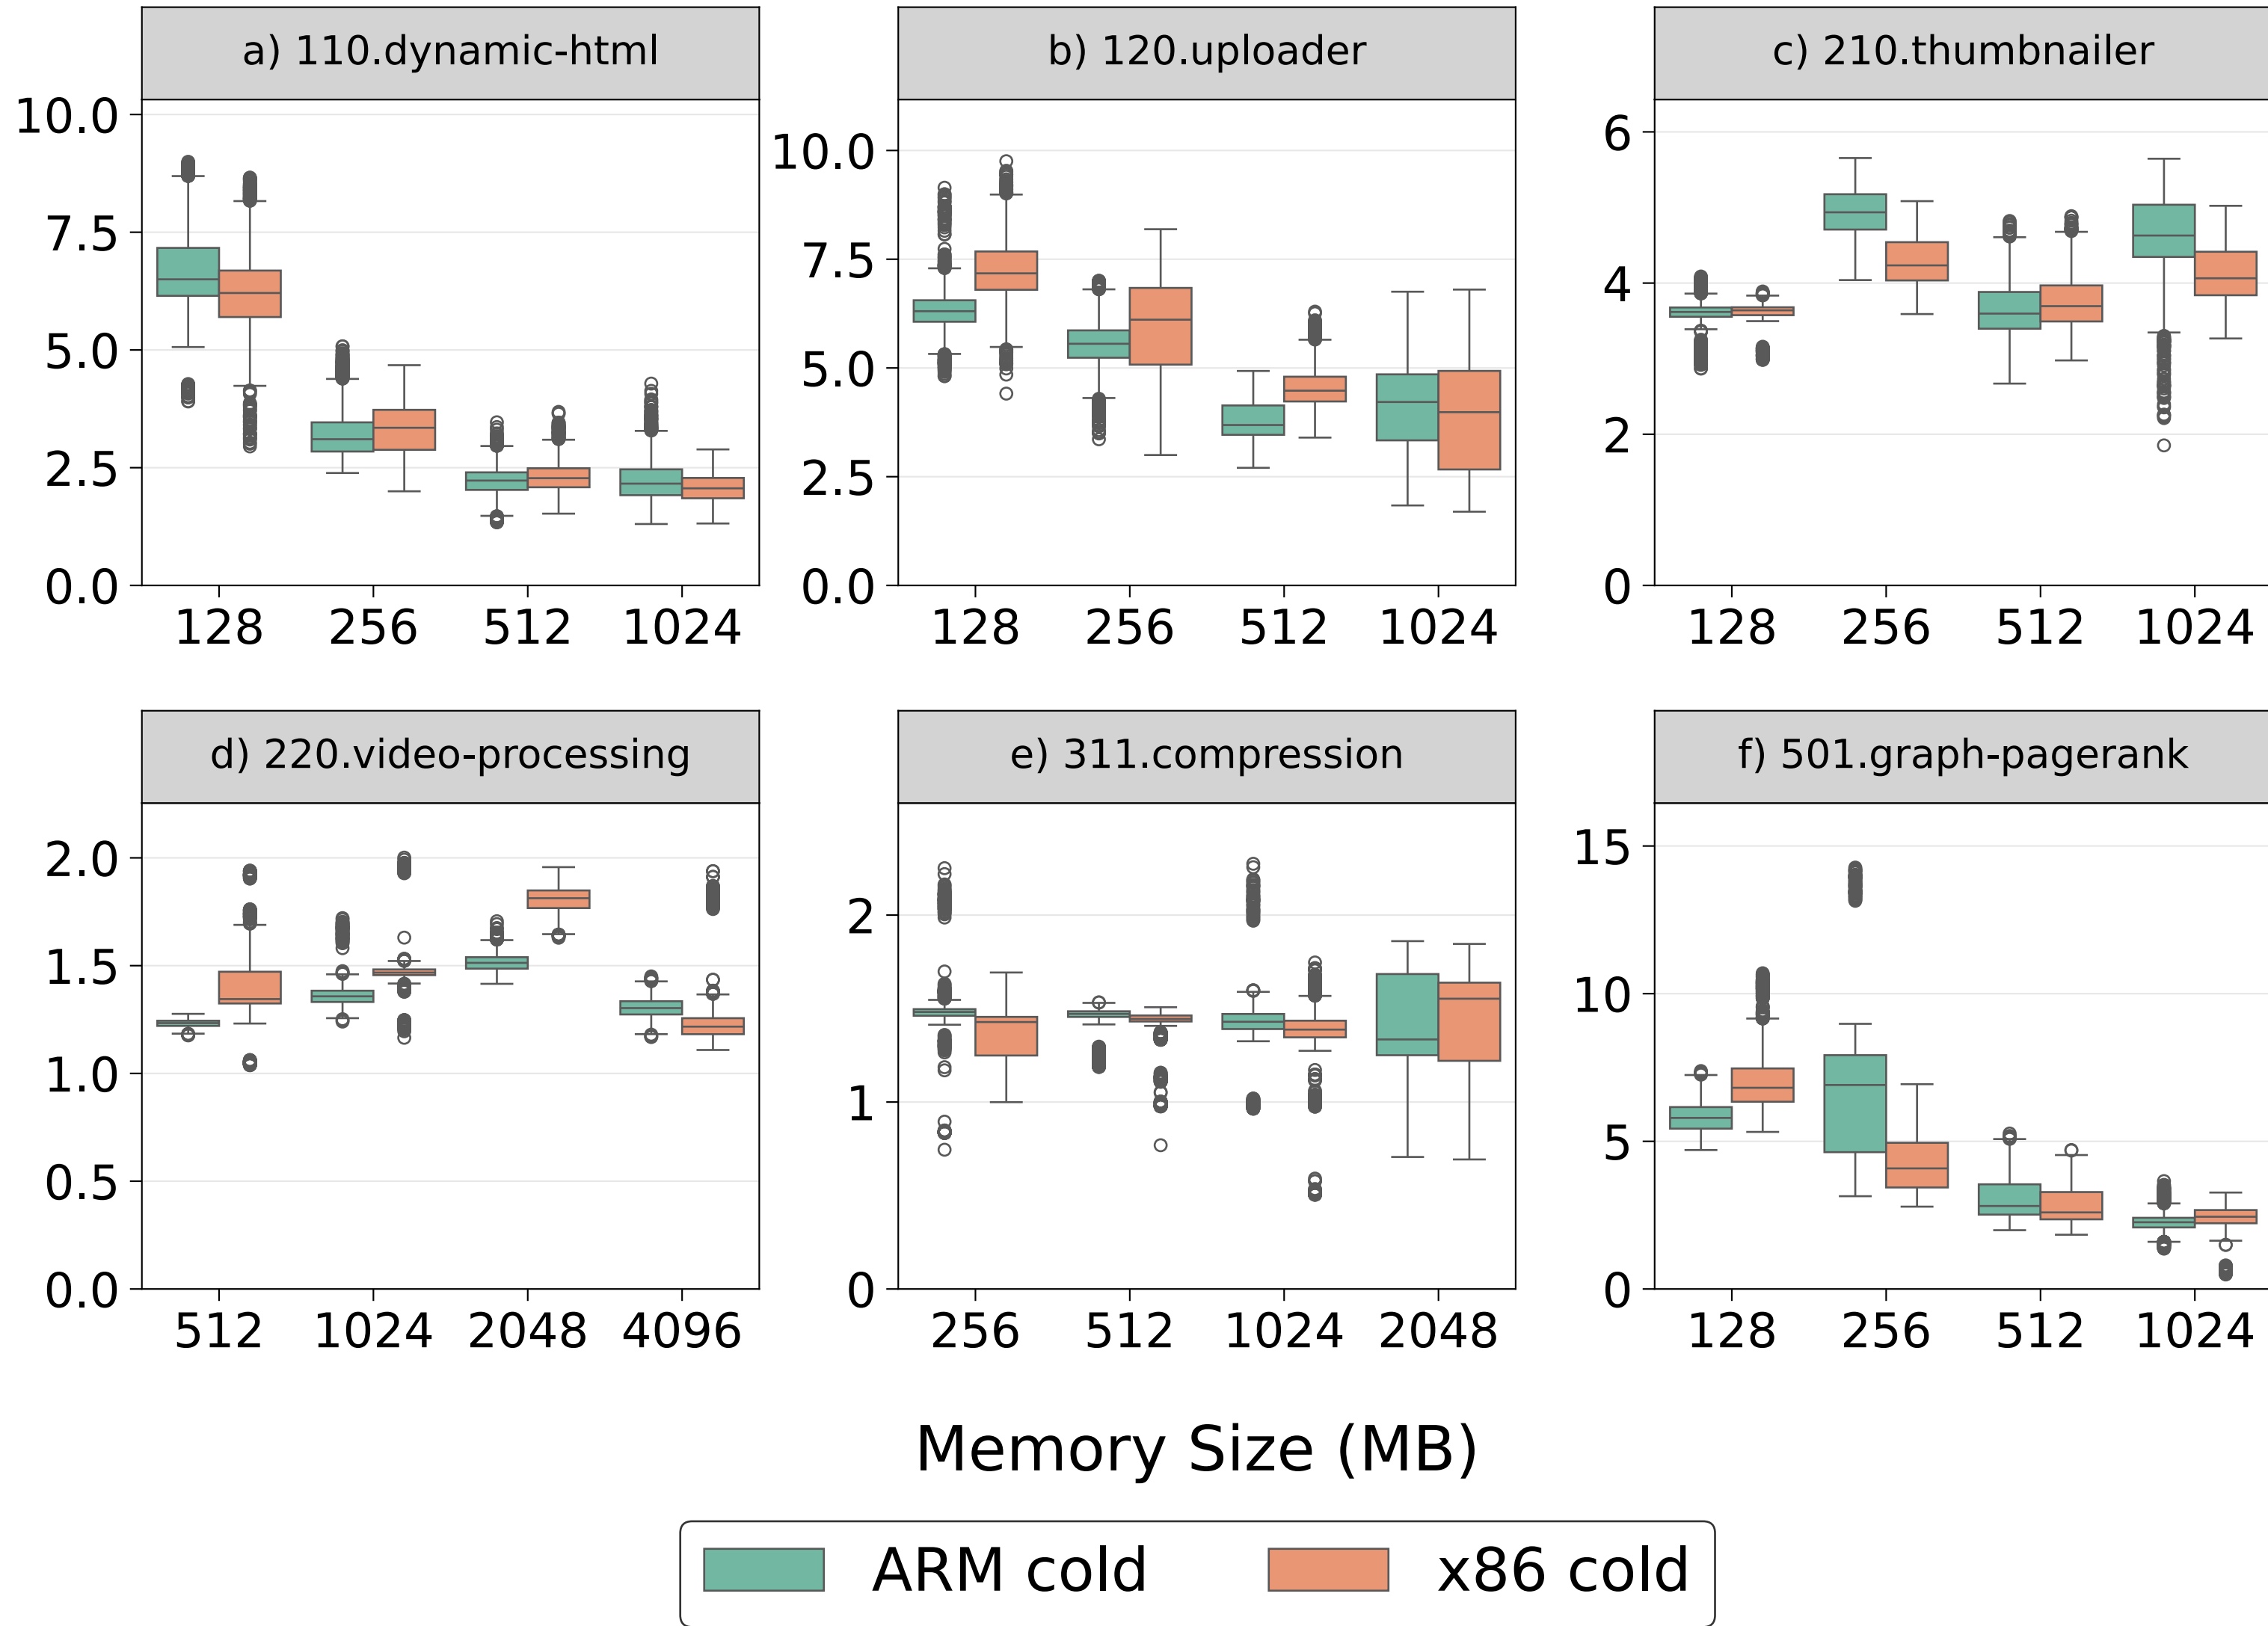 a) 110.dynamic-html
b) 120.uploader
c) 210.thumbnailer
10.0
7.5
5.0
2.5
0.0
128 256 512 1024
10.0
7.5
5.0
2.5
0.0
128 256 512 1024
6
4
2
0
128 256 512 1024
d) 220.video-processing
e) 311.compression
f) 501.graph-pagerank
2.0
1.5
1.0
0.5
0.0
512 1024 2048 4096
2
1
0
256 512 1024 2048
15
10
5
0
128 256 512 1024
Memory Size (MB)
ARM cold
x86 cold